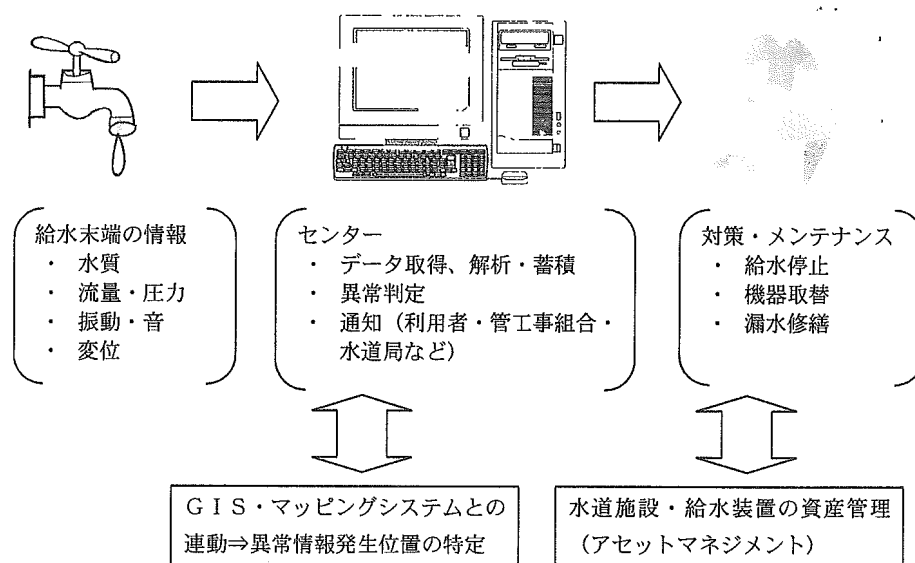 給水末端の情報
・ 水質
・ 流量・圧力
・ 振動・音
・ 変位
センター
・ データ取得、解析・蓄積
・ 異常判定
・ 通知（利用者・管工事組合・
水道局など）
対策・メンテナンス
・ 給水停止
・ 機器取替
・ 漏水修繕
ＧＩＳ・マッピングシステムとの
連動⇒異常情報発生位置の特定
水道施設・給水装置の資産管理
（アセットマネジメント）